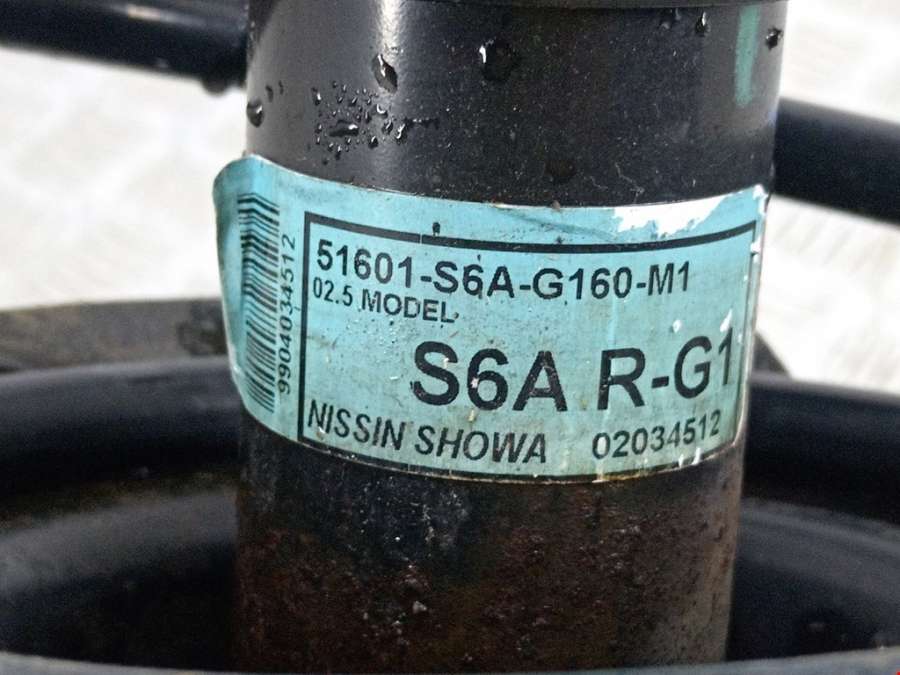 9904034512
51601-S6A-G160-M1
02.5 MODEL
S6A R-G1
NISSIN SHOWA 02034512